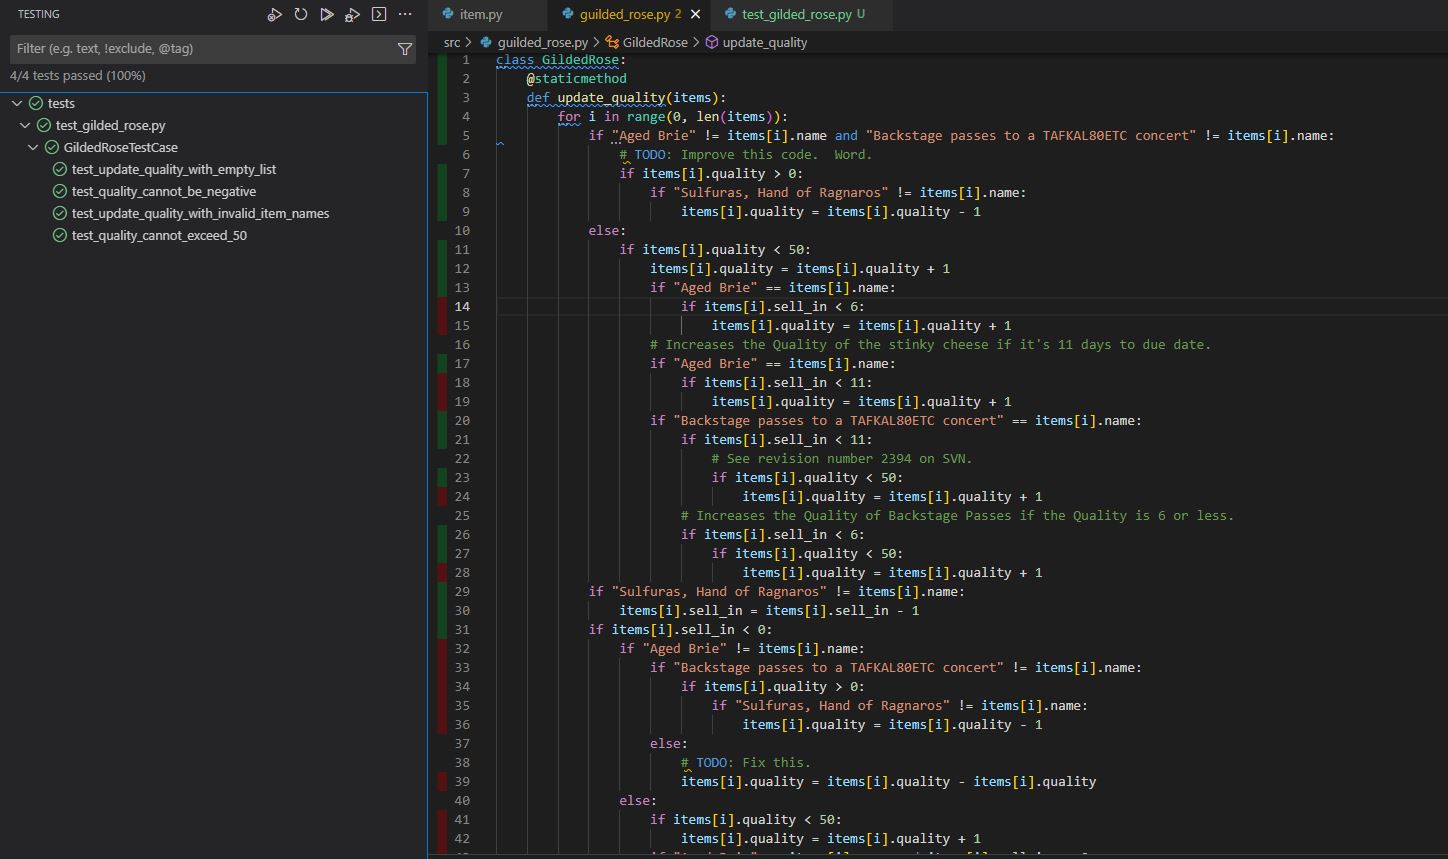 TESTING
Filter (e.g. text, !exclude, @tag)
4/4 tests passed (100%)
tests
test_gilded_rose.py
GildedRoseTestCase
test_update_quality_with_empty_list
test_quality_cannot_be_negative
test_update_quality_with_invalid_item_names
test_quality_cannot_exceed_50
item.py
guilded_rose.py 2
test_gilded_rose.py U
src > guilded_rose.py > GildedRose > update_quality
1 class GildedRose:
2 @staticmethod
3 def update_quality(items):
4 for i in range(0, len(items)):
5 if "Aged Brie" != items[i].name and "Backstage passes to a TAFKAL80ETC concert" != items[i].name:
6 # TODO: Improve this code.  Word.
7 if items[i].quality > 0:
8 if "Sulfuras, Hand of Ragnaros" != items[i].name:
9 items[i].quality = items[i].quality - 1
10 else:
11 if items[i].quality < 50:
12 items[i].quality = items[i].quality + 1
13 if "Aged Brie" == items[i].name:
14 if items[i].sell_in < 6:
15 items[i].quality = items[i].quality + 1
16 # Increases the Quality of the stinky cheese if it's 11 days to due date.
17 if "Aged Brie" == items[i].name:
18 if items[i].sell_in < 11:
19 items[i].quality = items[i].quality + 1
20 if "Backstage passes to a TAFKAL80ETC concert" == items[i].name:
21 if items[i].sell_in < 11:
22 # See revision number 2394 on SVN.
23 if items[i].quality < 50:
24 items[i].quality = items[i].quality + 1
25 # Increases the Quality of Backstage Passes if the Quality is 6 or less.
26 if items[i].sell_in < 6:
27 if items[i].quality < 50:
28 items[i].quality = items[i].quality + 1
29 if "Sulfuras, Hand of Ragnaros" != items[i].name:
30 items[i].sell_in = items[i].sell_in - 1
31 if items[i].sell_in < 0:
32 if "Aged Brie" != items[i].name:
33 if "Backstage passes to a TAFKAL80ETC concert" != items[i].name:
34 if items[i].quality > 0:
35 if "Sulfuras, Hand of Ragnaros" != items[i].name:
36 items[i].quality = items[i].quality - 1
37 else:
38 # TODO: Fix this.
39 items[i].quality = items[i].quality - items[i].quality
40 else:
41 if items[i].quality < 50:
42 items[i].quality = items[i].quality + 1